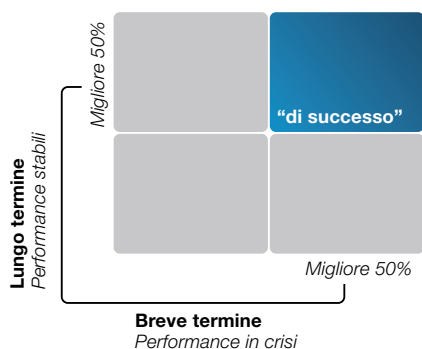 Migliore 50%
“di successo”
Lungo termine
Performance stabili
Migliore 50%
Breve termine
Performance in crisi